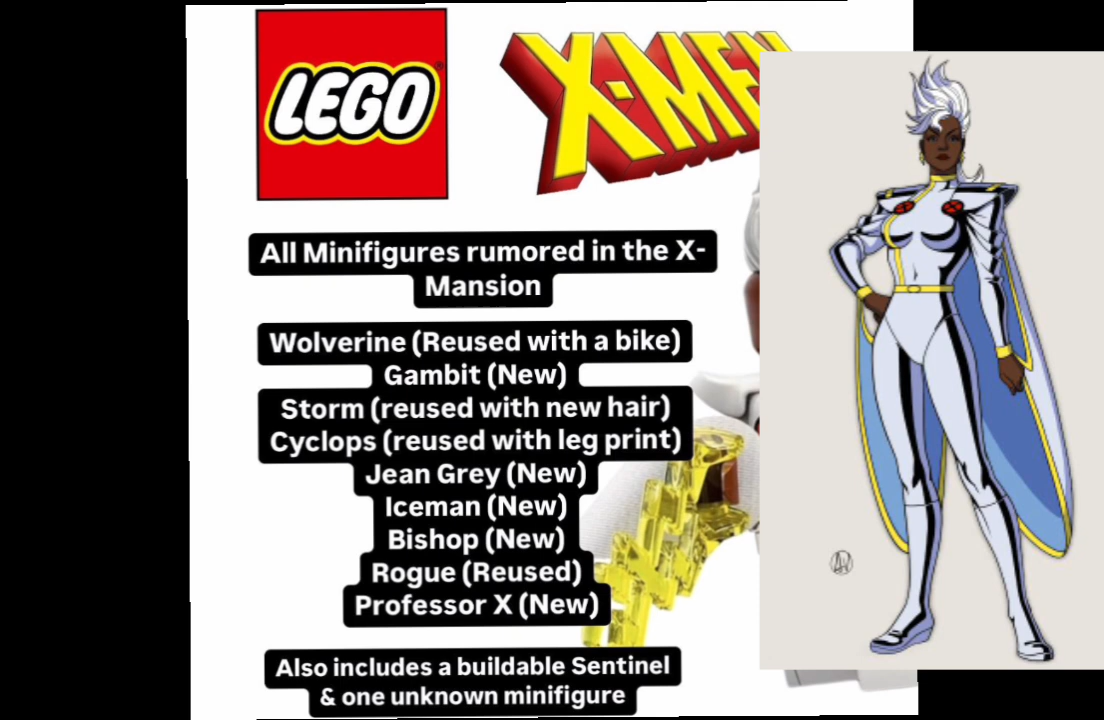 LEGO
®
X-MEN
All Minifigures rumored in the X-
Mansion
Wolverine (Reused with a bike)
Gambit (New)
Storm (reused with new hair)
Cyclops (reused with leg print)
Jean Grey (New)
Iceman (New)
Bishop (New)
Rogue (Reused)
Professor X (New)
Also includes a buildable Sentinel
& one unknown minifigure